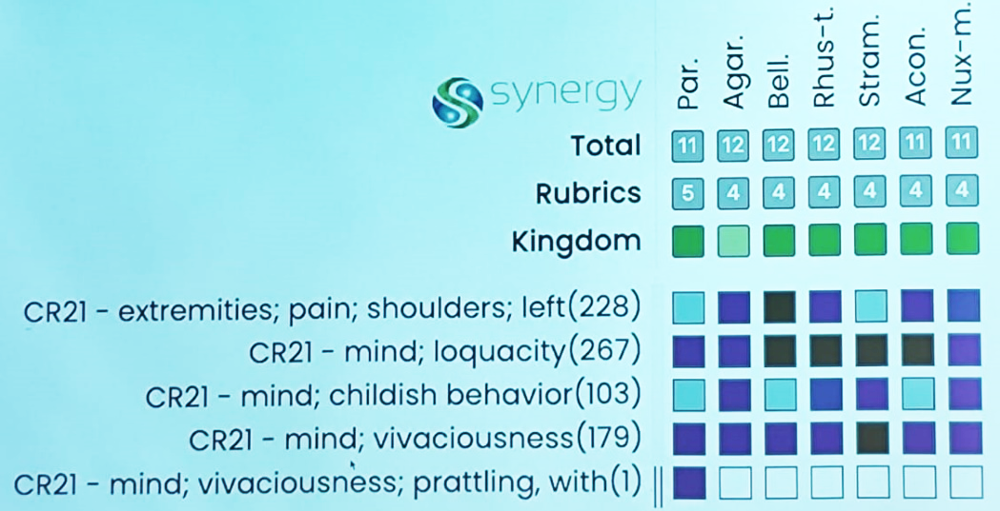 Par. Agar. Bell. Rhus-t. Stram. Acon. Nux-m.
synergy
Total 11 12 12 12 12 11 11
Rubrics 5 4 4 4 4 4 4
Kingdom
CR21 - extremities; pain; shoulders; left(228)
CR21 - mind; loquacity(267)
CR21 - mind; childish behavior(103)
CR21 - mind; vivaciousness(179)
CR21 - mind; vivaciousness; prattling, with(1)